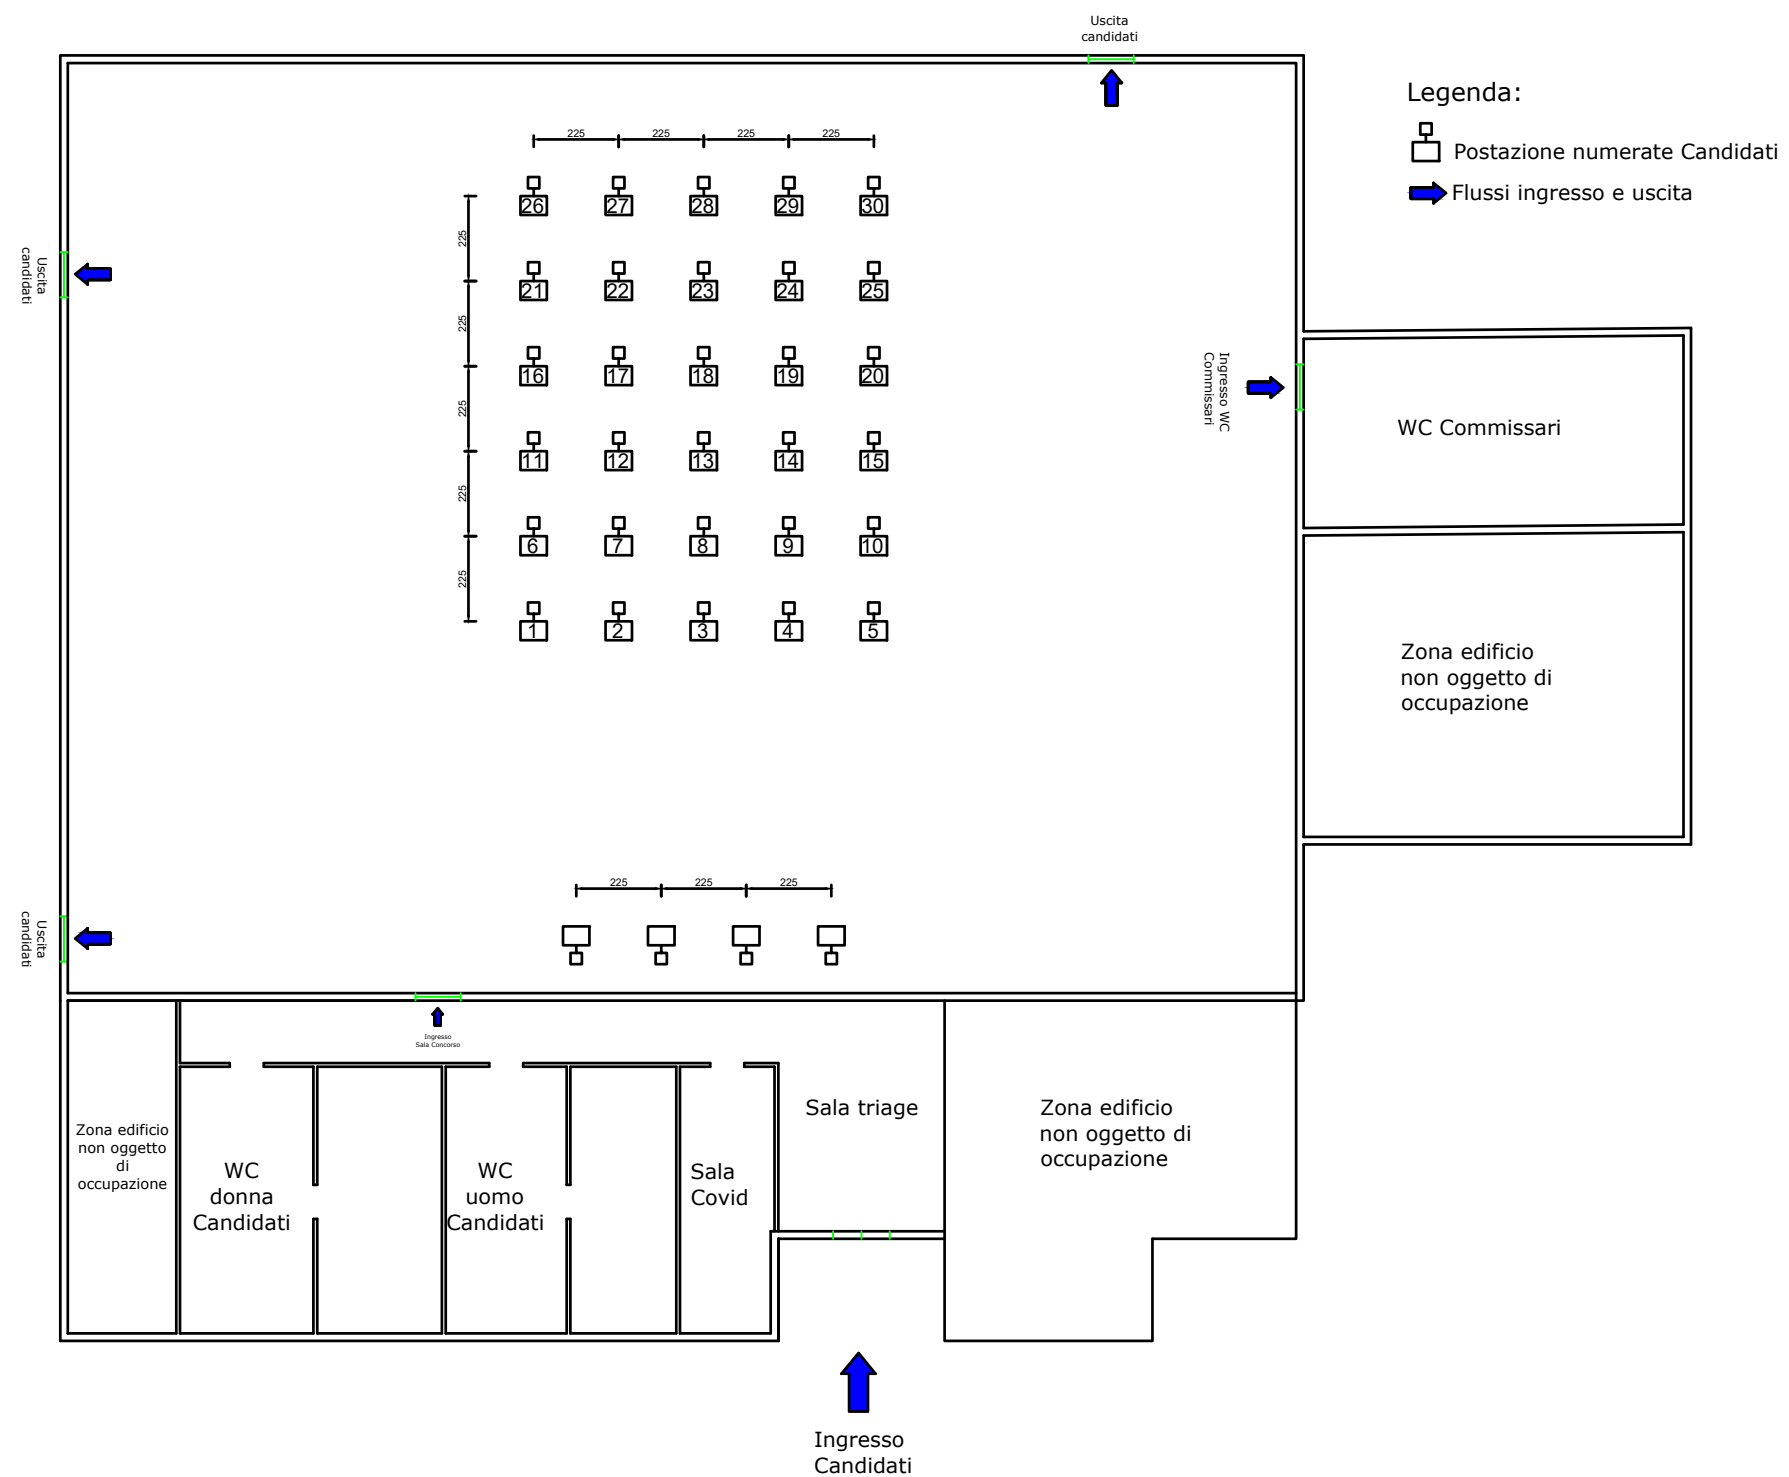 Uscita
candidati
Legenda:
Postazione numerate Candidati
Flussi ingresso e uscita
225 225 225 225
26 27 28 29 30
225
Uscita
candidati
21 22 23 24 25
225
16 17 18 19 20
Ingresso WC
Commissari
225
WC Commissari
11 12 13 14 15
225
6 7 8 9 10
225
1 2 3 4 5
Zona edificio
non oggetto di
occupazione
225 225 225
Uscita
candidati
Ingresso
Sala Concorso
Zona edificio
non oggetto
di
occupazione
WC
donna
Candidati
WC
uomo
Candidati
Sala
Covid
Sala triage
Zona edificio
non oggetto di
occupazione
Ingresso
Candidati